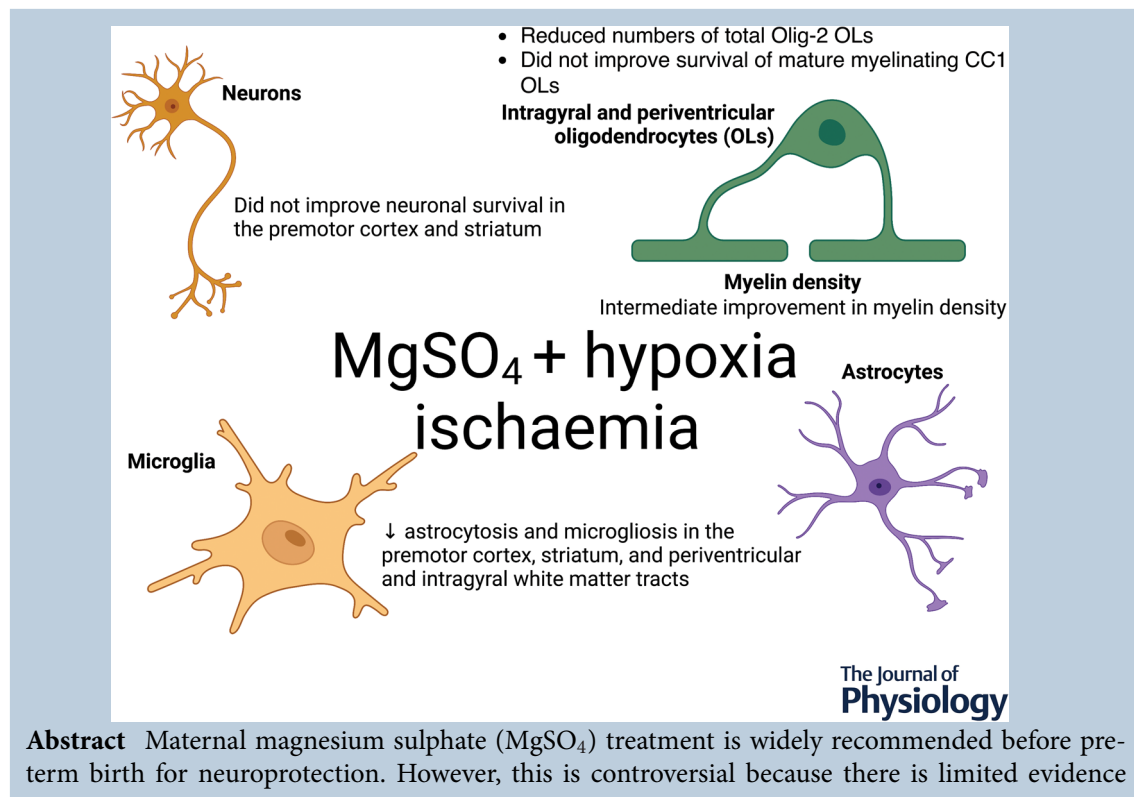 • Reduced numbers of total Olig-2 OLs
• Did not improve survival of mature myelinating CC1
OLs
Neurons
Intragyral and periventricular
oligodendrocytes (OLs)
Did not improve neuronal survival in
the premotor cortex and striatum
Myelin density
Intermediate improvement in myelin density
MgSO₄ + hypoxia
ischaemia
Astrocytes
Microglia
↓ astrocytosis and microgliosis in the
premotor cortex, striatum, and periventricular
and intragyral white matter tracts
The Journal of
Physiology
Abstract Maternal magnesium sulphate (MgSO₄) treatment is widely recommended before pre-
term birth for neuroprotection. However, this is controversial because there is limited evidence